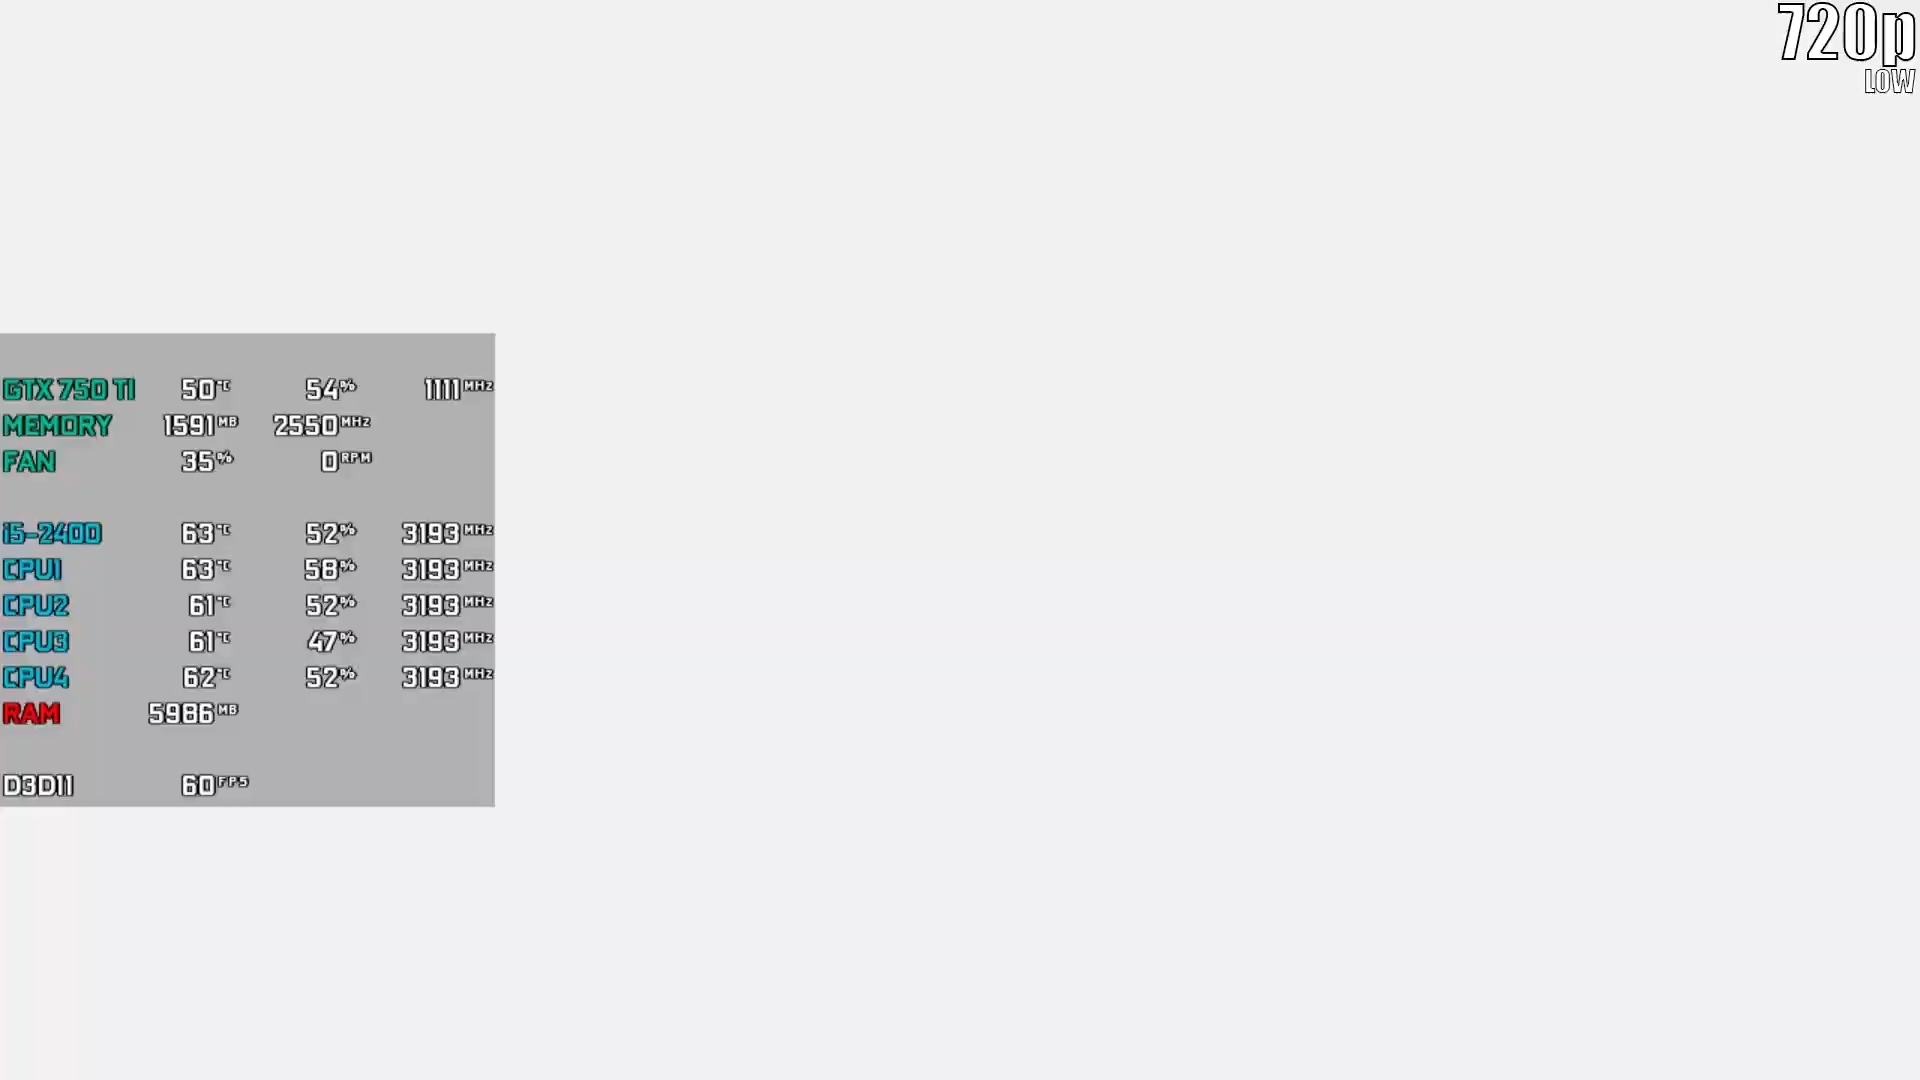 720p
LOW
GTX 750 TI 50°C 54% 1111MHz
MEMORY 1591MB 2550MHz
FAN 35% 0RPM
i5-2400 63°C 52% 3193MHz
CPU1 63°C 58% 3193MHz
CPU2 61°C 52% 3193MHz
CPU3 61°C 47% 3193MHz
CPU4 62°C 52% 3193MHz
RAM 5986MB
D3D11 60FPS